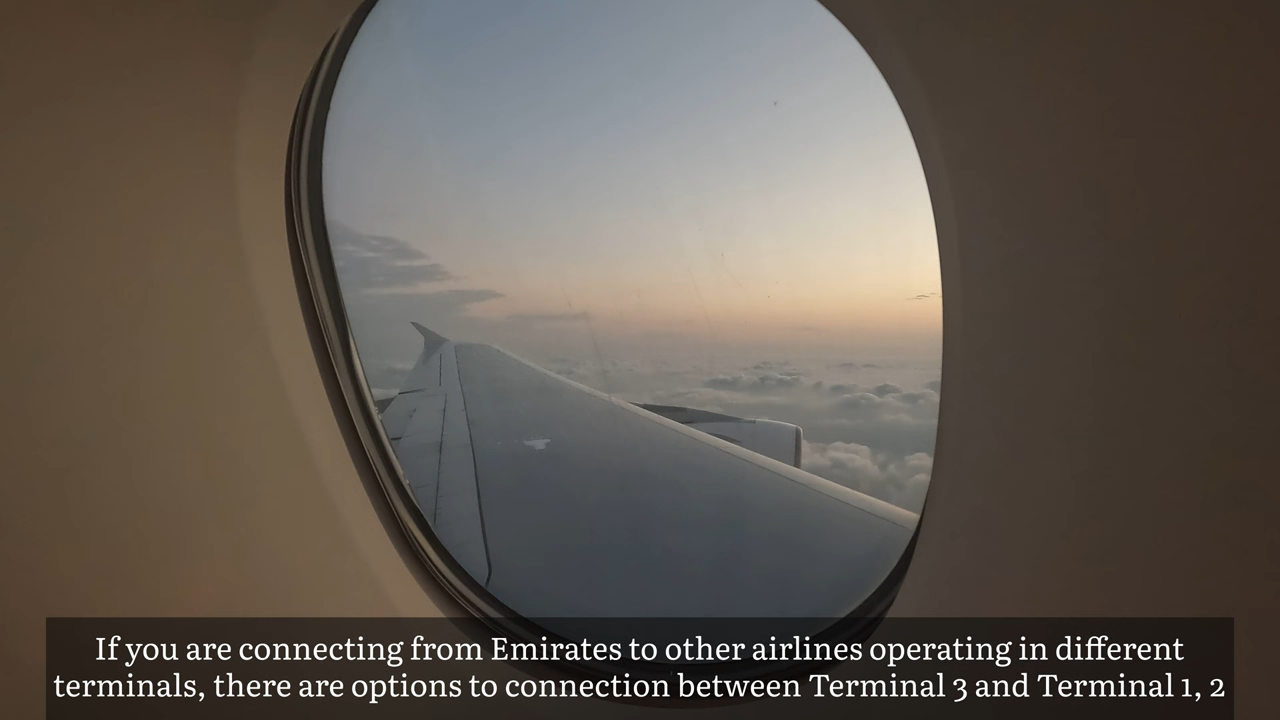 If you are connecting from Emirates to other airlines operating in different
terminals, there are options to connection between Terminal 3 and Terminal 1, 2